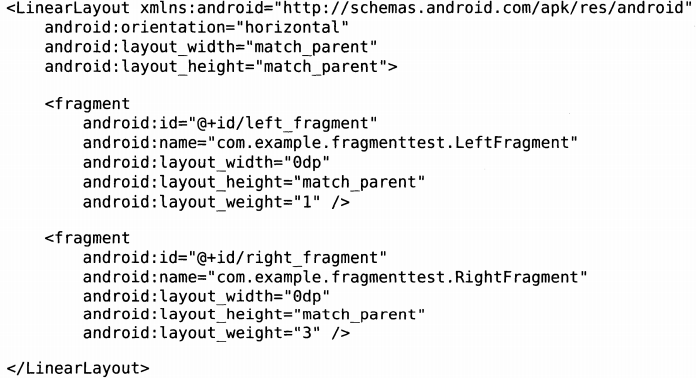 <LinearLayout xmlns:android="http://schemas.android.com/apk/res/android"
    android:orientation="horizontal"
    android:layout_width="match_parent"
    android:layout_height="match_parent">

    <fragment
        android:id="@+id/left_fragment"
        android:name="com.example.fragmenttest.LeftFragment"
        android:layout_width="0dp"
        android:layout_height="match_parent"
        android:layout_weight="1" />

    <fragment
        android:id="@+id/right_fragment"
        android:name="com.example.fragmenttest.RightFragment"
        android:layout_width="0dp"
        android:layout_height="match_parent"
        android:layout_weight="3" />

</LinearLayout>